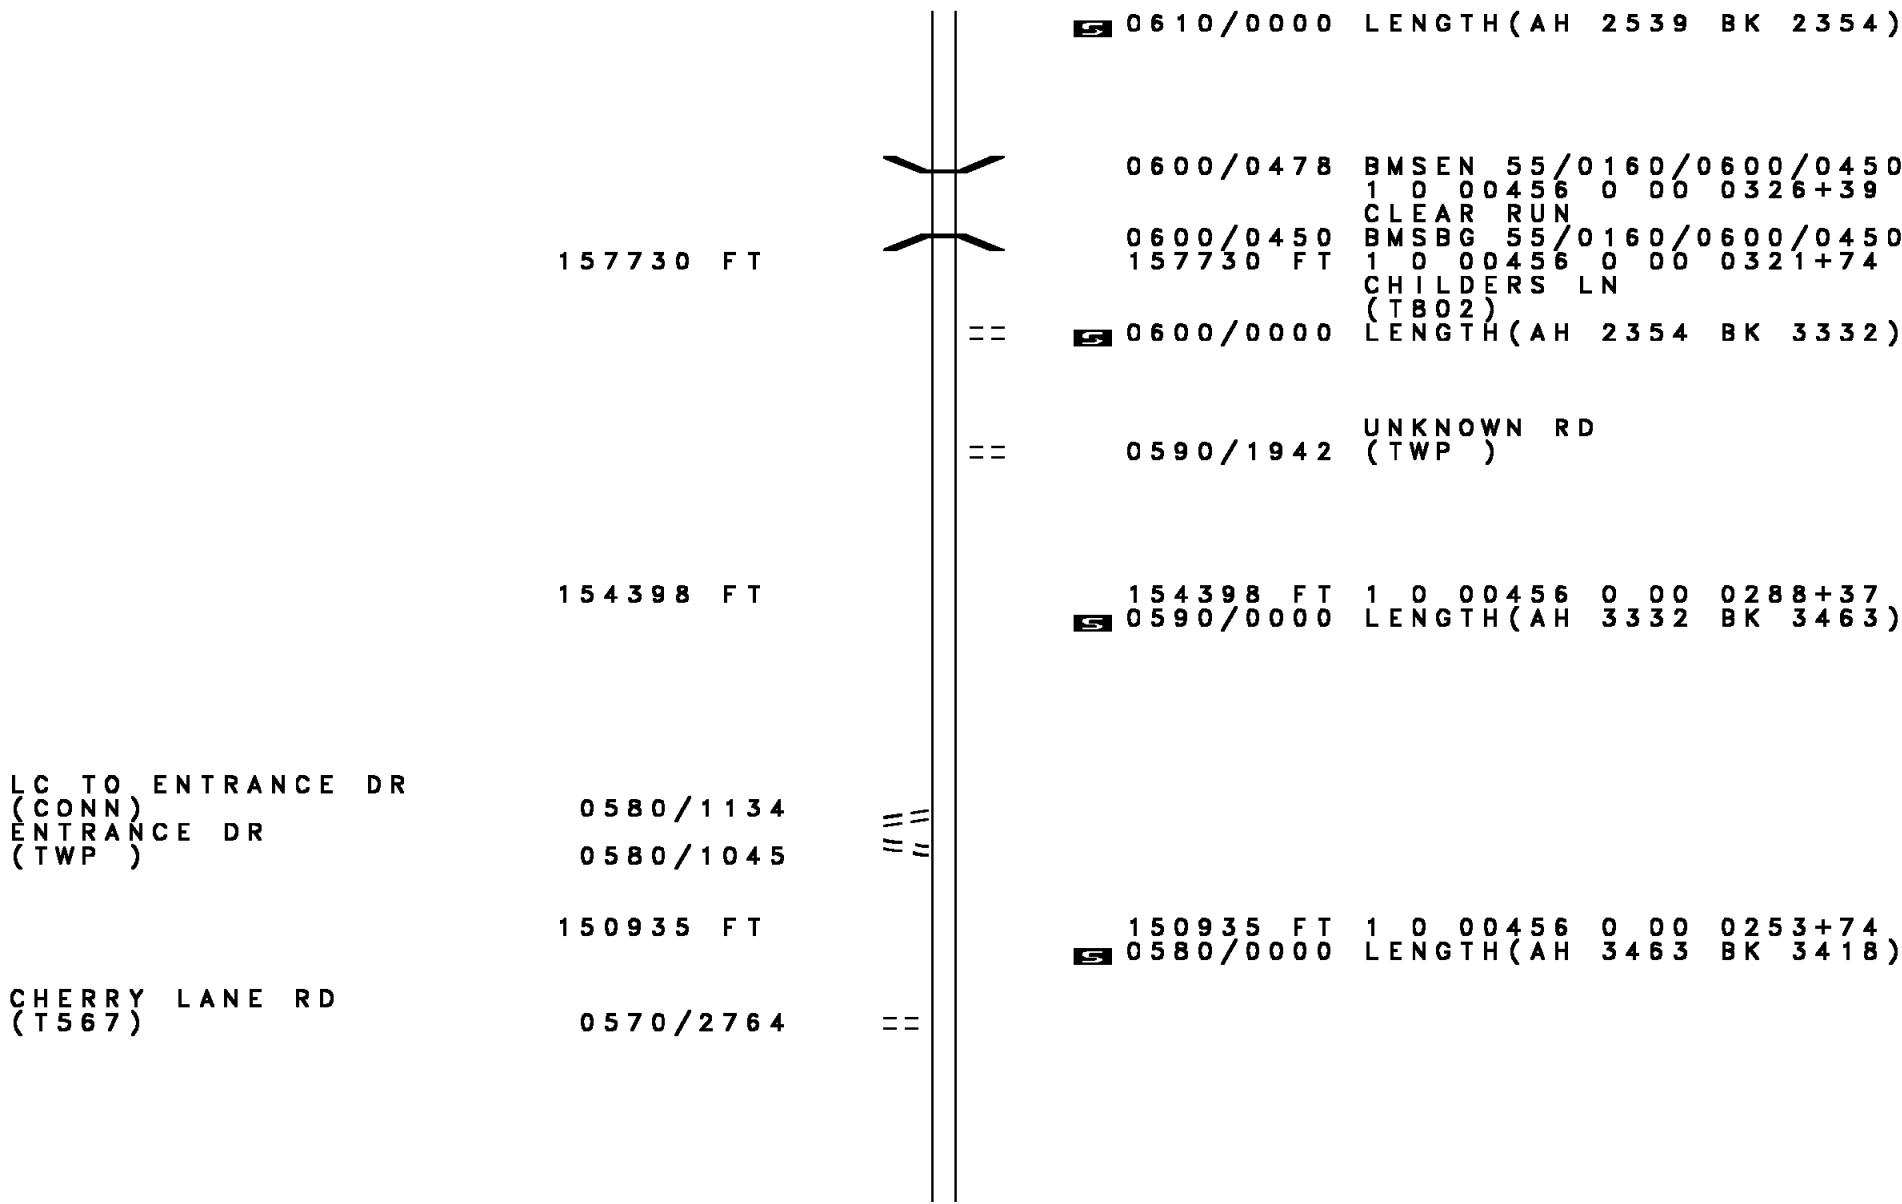 S 0610/0000 LENGTH(AH 2539 BK 2354)
0600/0478 BMSEN 55/0160/0600/0450
1 0 00456 0 00 0326+39
CLEAR RUN
0600/0450 BMSBG 55/0160/0600/0450
157730 FT 157730 FT 1 0 00456 0 00 0321+74
CHILDERS LN
(T802)
== S 0600/0000 LENGTH(AH 2354 BK 3332)
UNKNOWN RD
== 0590/1942 (TWP )
154398 FT 154398 FT 1 0 00456 0 00 0288+37
S 0590/0000 LENGTH(AH 3332 BK 3463)
LC TO ENTRANCE DR
(CONN) 0580/1134
ENTRANCE DR
(TWP ) 0580/1045
150935 FT 150935 FT 1 0 00456 0 00 0253+74
S 0580/0000 LENGTH(AH 3463 BK 3418)
CHERRY LANE RD
(T567) 0570/2764 ==